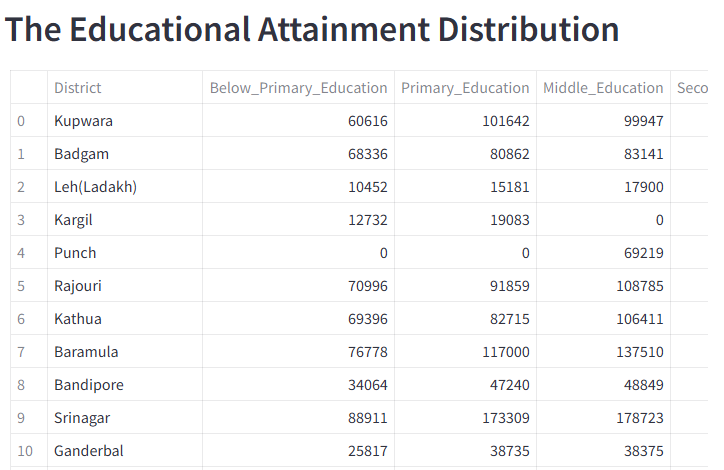 The Educational Attainment Distribution
District Below_Primary_Education Primary_Education Middle_Education
0 Kupwara 60616 101642 99947
1 Badgam 68336 80862 83141
2 Leh(Ladakh) 10452 15181 17900
3 Kargil 12732 19083 0
4 Punch 0 0 69219
5 Rajouri 70996 91859 108785
6 Kathua 69396 82715 106411
7 Baramula 76778 117000 137510
8 Bandipore 34064 47240 48849
9 Srinagar 88911 173309 178723
10 Ganderbal 25817 38735 38375